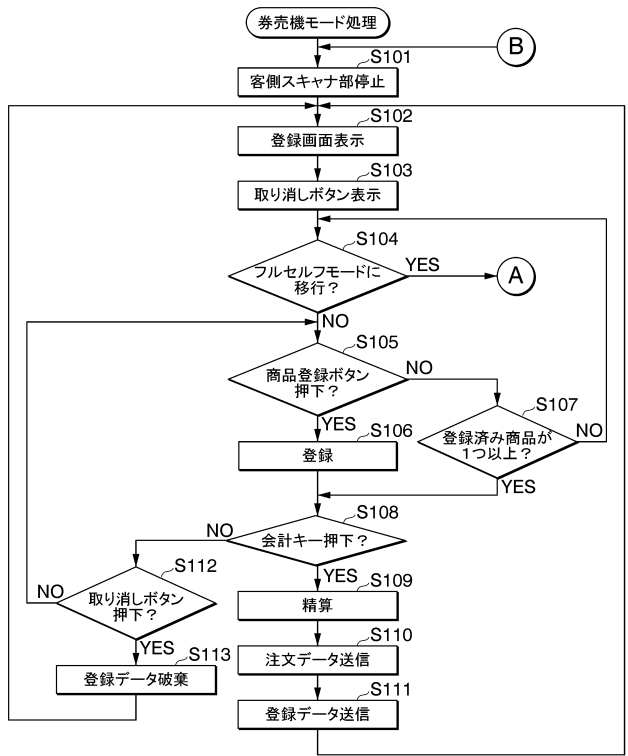 券売機モード処理
B
S101
客側スキャナ部停止
S102
登録画面表示
S103
取り消しボタン表示
S104
フルセルフモードに
移行？
YES
A
NO
S105
商品登録ボタン
押下？
NO
YES
S107
登録済み商品が
1つ以上？
NO
YES
S106
登録
S108
会計キー押下？
NO
YES
S112
取り消しボタン
押下？
NO
YES
S109
精算
S110
注文データ送信
S113
登録データ破棄
S111
登録データ送信